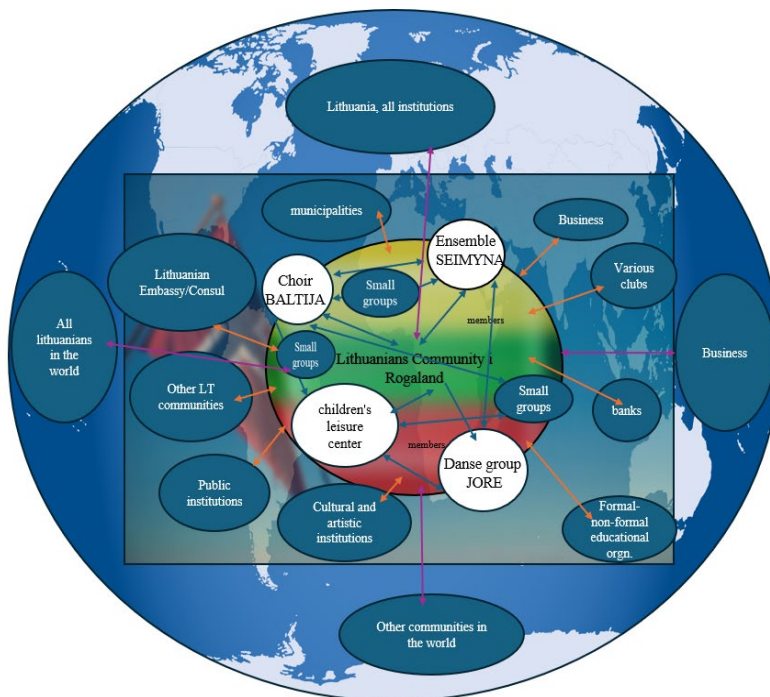 Lithuania, all institutions
municipalities
Ensemble
SEIMYNA
Business
Lithuanian
Embassy/Consul
Choir
BALTIJA
Small
groups
Various
clubs
members
All
lithuanians
in the
world
Small
groups
Lithuanians Community i
Rogaland
Business
Other LT
communities
children's
leisure
center
Small
groups
banks
members
Danse group
JORE
Public
institutions
Cultural and
artistic
institutions
Formal-
non-formal
educational
orgn.
Other communities in
the world